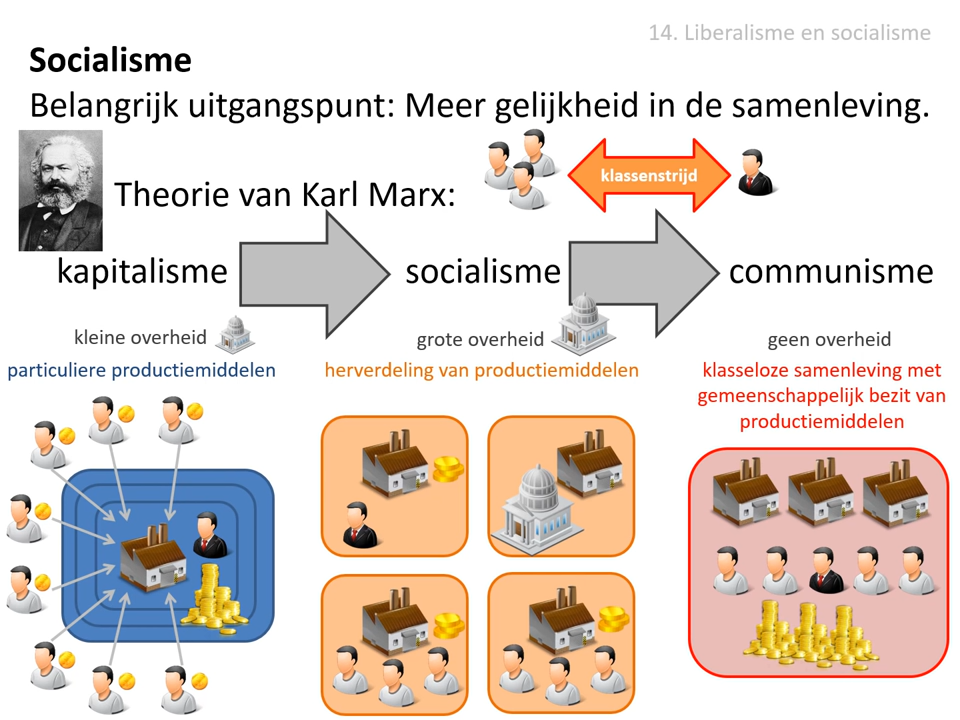 14. Liberalisme en socialisme
Socialisme
Belangrijk uitgangspunt: Meer gelijkheid in de samenleving.
klassenstrijd
Theorie van Karl Marx:
kapitalisme
socialisme
communisme
kleine overheid
particuliere productiemiddelen
grote overheid
herverdeling van productiemiddelen
geen overheid
klasseloze samenleving met
gemeenschappelijk bezit van
productiemiddelen